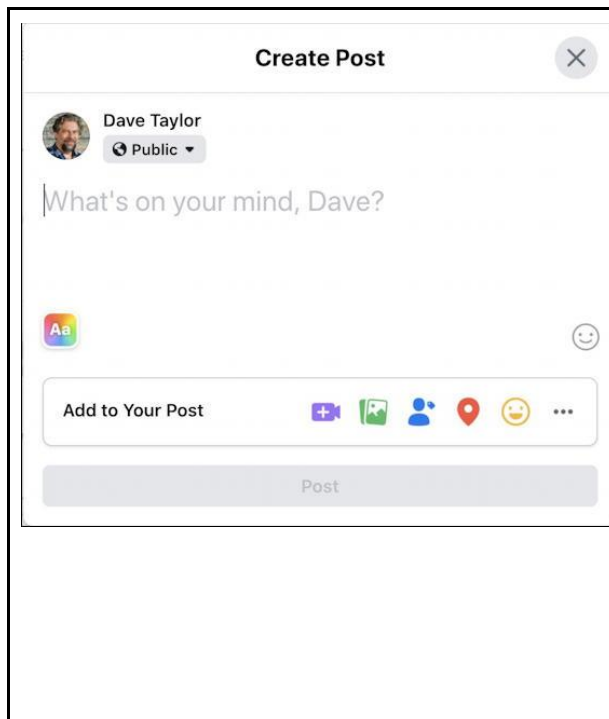 Create Post
Dave Taylor
Public
What's on your mind, Dave?
Aa
Add to Your Post
Post